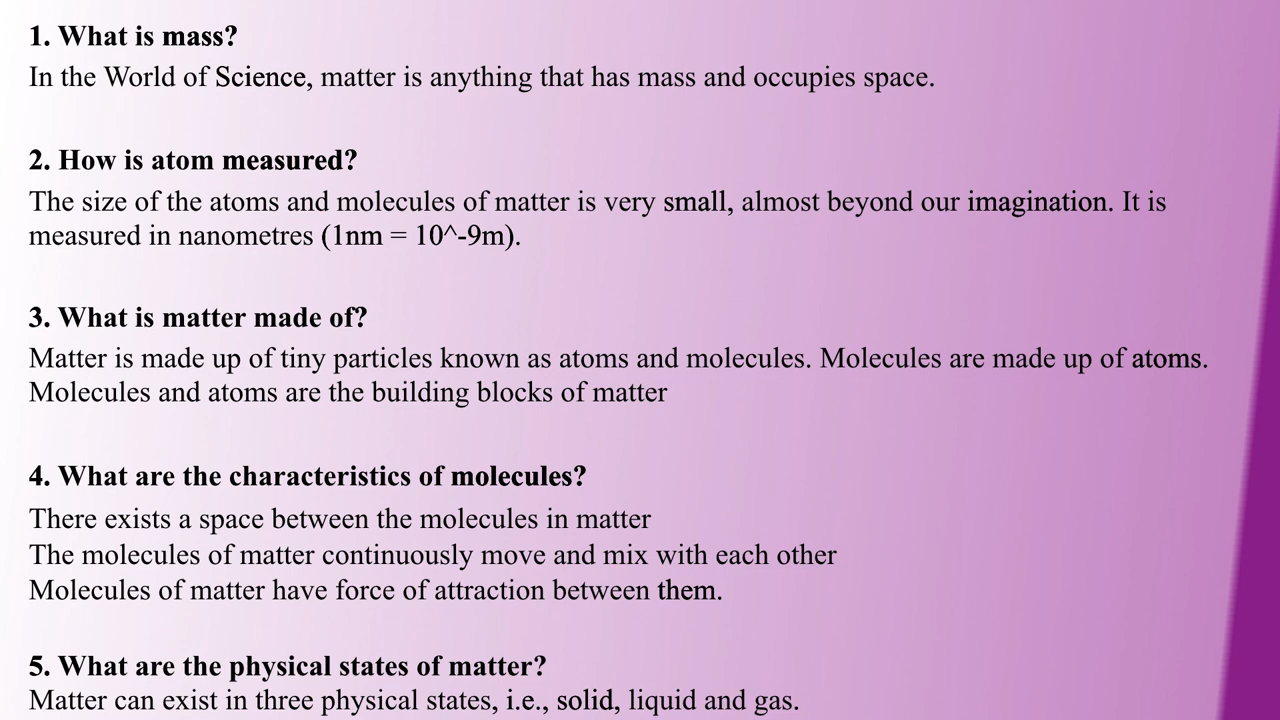 1. What is mass?
In the World of Science, matter is anything that has mass and occupies space.
2. How is atom measured?
The size of the atoms and molecules of matter is very small, almost beyond our imagination. It is
measured in nanometres (1nm = 10^-9m).
3. What is matter made of?
Matter is made up of tiny particles known as atoms and molecules. Molecules are made up of atoms.
Molecules and atoms are the building blocks of matter
4. What are the characteristics of molecules?
There exists a space between the molecules in matter
The molecules of matter continuously move and mix with each other
Molecules of matter have force of attraction between them.
5. What are the physical states of matter?
Matter can exist in three physical states, i.e., solid, liquid and gas.